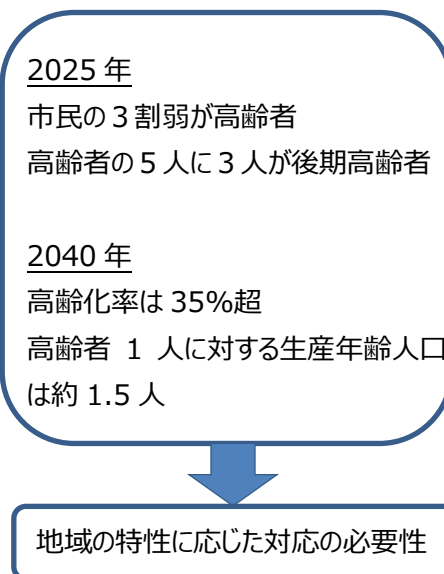 2025 年
市民の３割弱が高齢者
高齢者の５人に３人が後期高齢者
2040 年
高齢化率は 35%超
高齢者 1 人に対する生産年齢人口
は約 1.5 人
地域の特性に応じた対応の必要性